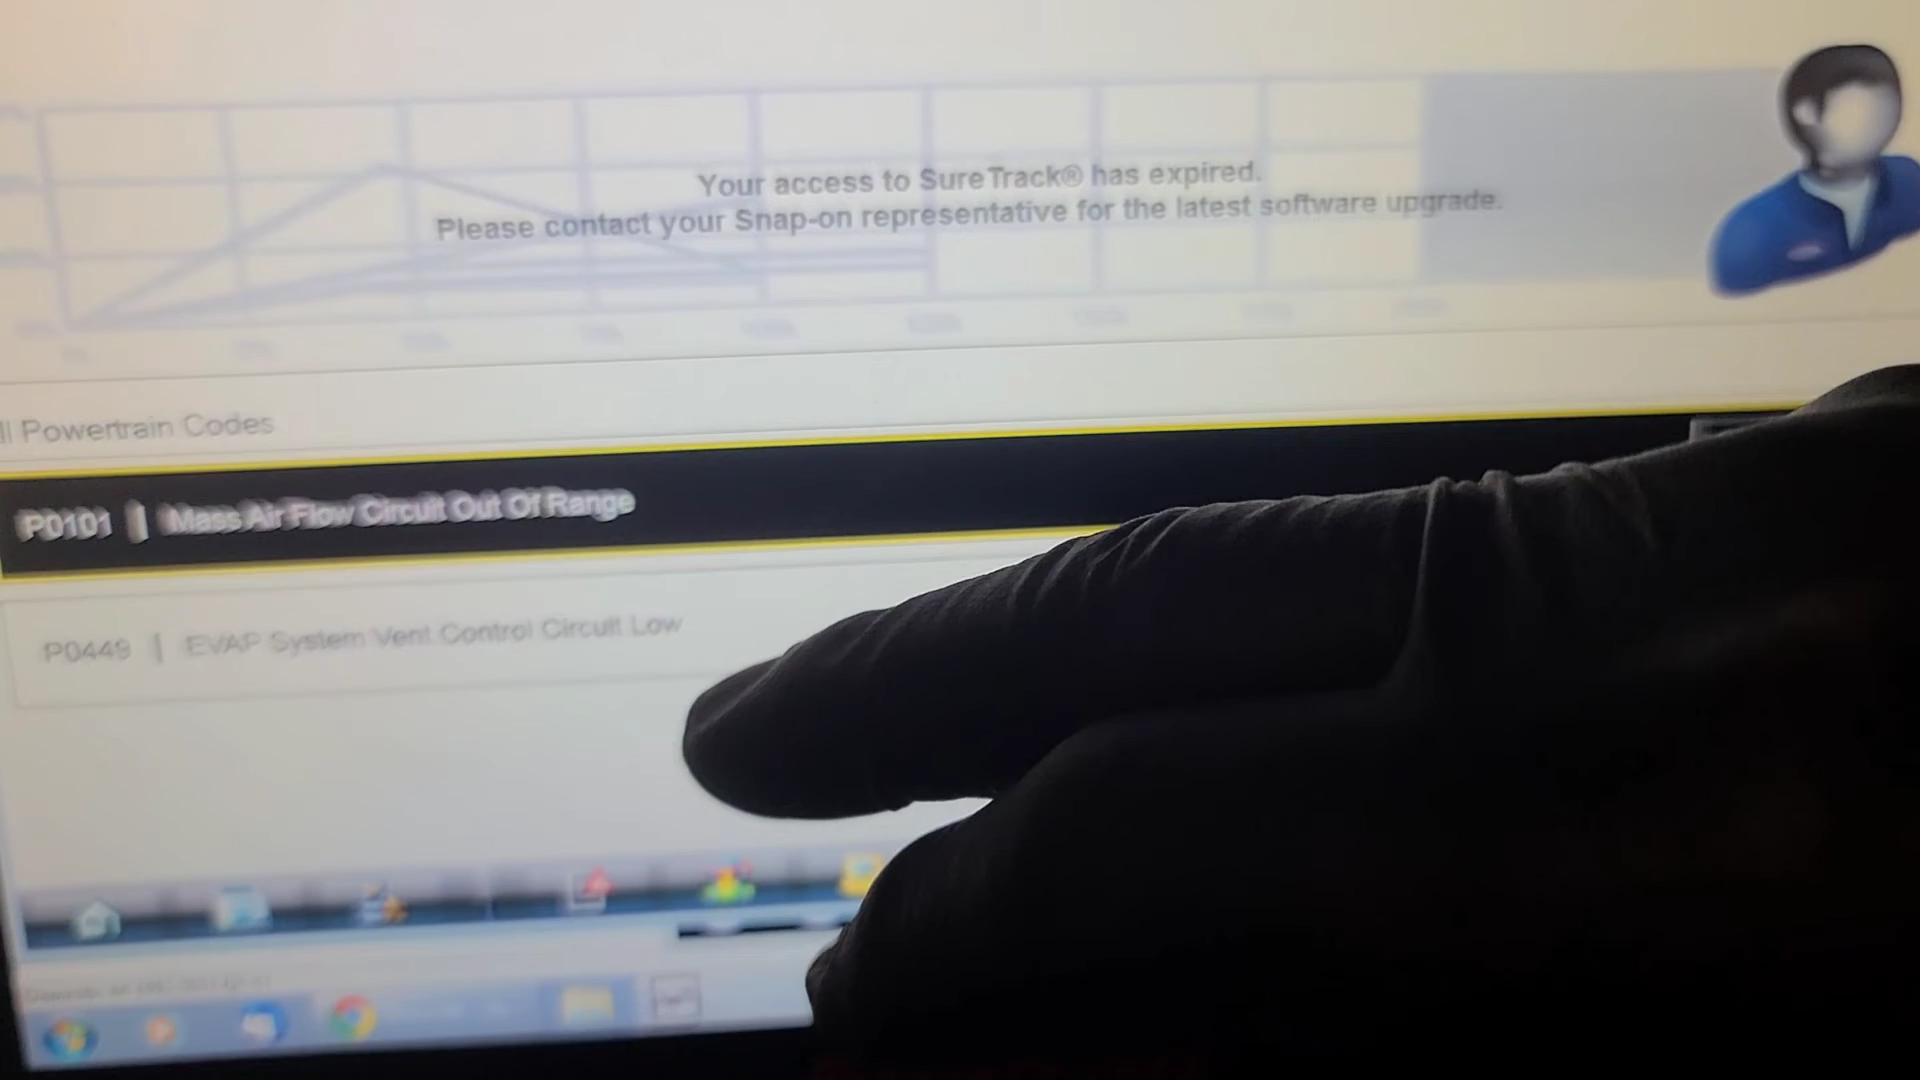 Your access to SureTrack® has expired.
Please contact your Snap-on representative for the latest software upgrade.
ll Powertrain Codes
P0101 | Mass Air Flow Circuit Out Of Range
P0449 | EVAP System Vent Control Circuit Low